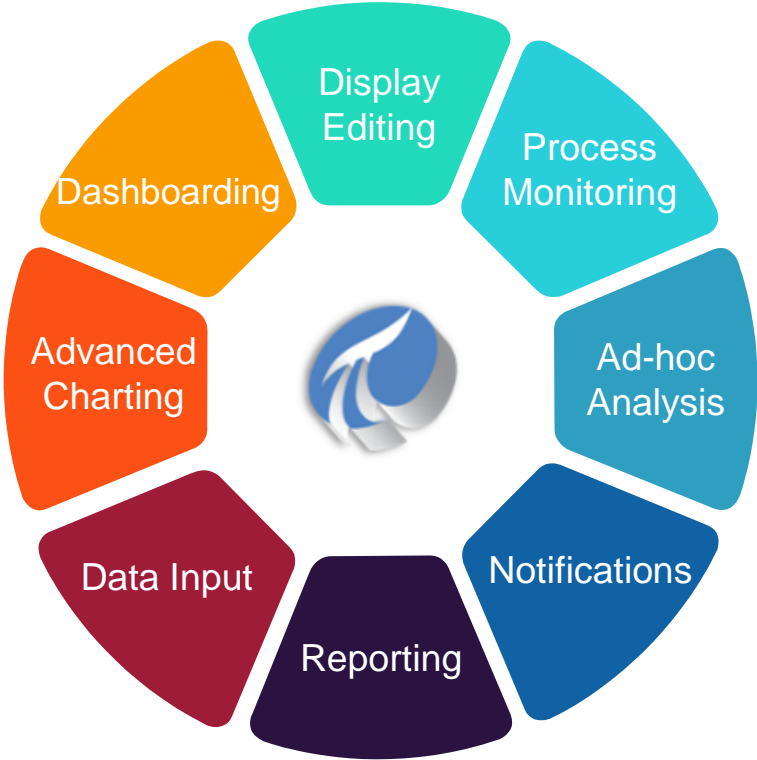 Display
Editing
Process
Monitoring
Ad-hoc
Analysis
Notifications
Reporting
Data Input
Advanced
Charting
Dashboarding